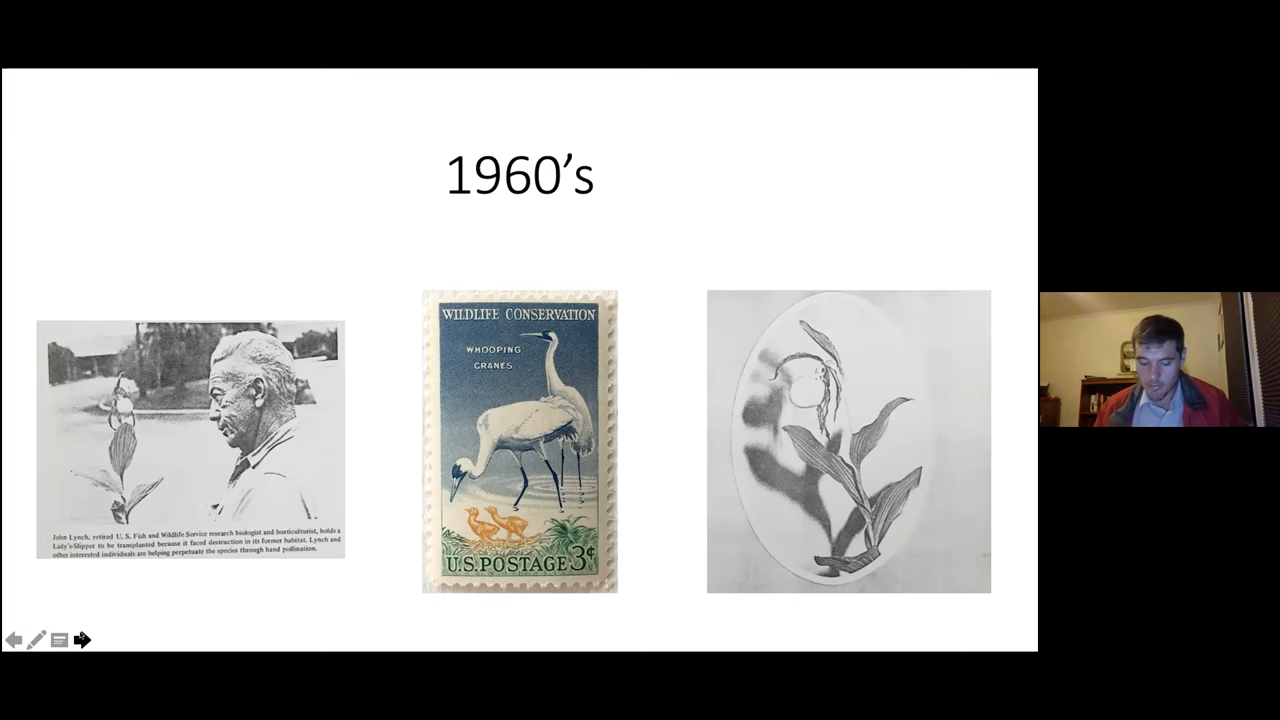 1960’s
John Lynch, retired U. S. Fish and Wildlife Service research biologist and horticulturist, holds a
Lady's-Slipper to be transplanted because it faced destruction in its former habitat. Lynch and
other interested individuals are helping perpetuate the species through hand pollination.
WILDLIFE CONSERVATION
WHOOPING
CRANES
U.S. POSTAGE 3¢